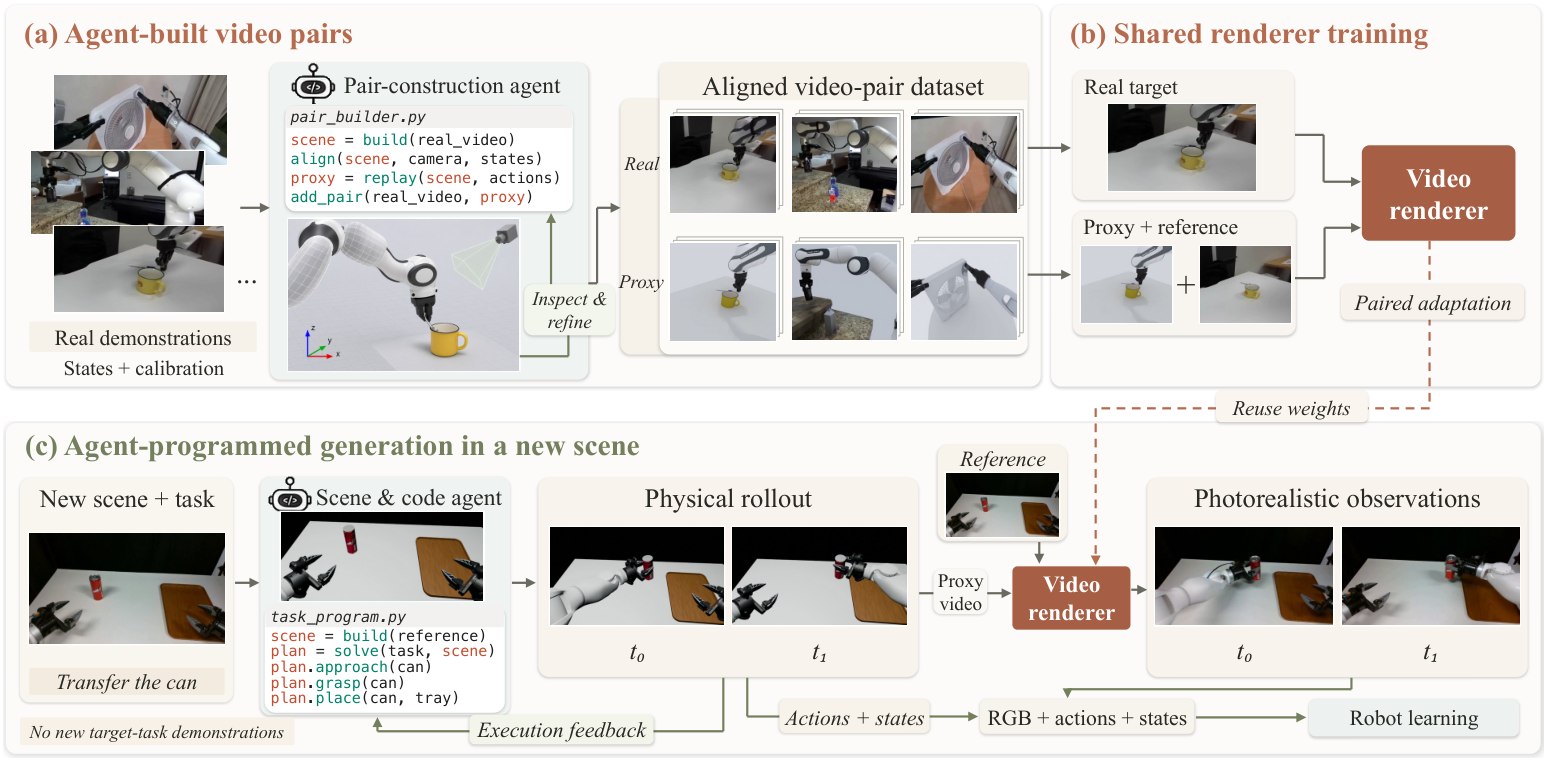 (a) Agent-built video pairs
Pair-construction agent
pair_builder.py
scene = build(real_video)
align(scene, camera, states)
proxy = replay(scene, actions)
add_pair(real_video, proxy)
...
Real demonstrations
States + calibration
z
y
x
Inspect &
refine
Aligned video-pair dataset
Real
Proxy
(b) Shared renderer training
Real target
Proxy + reference
+
Video
renderer
Paired adaptation
Reuse weights
(c) Agent-programmed generation in a new scene
New scene + task
Transfer the can
No new target-task demonstrations
Scene & code agent
task_program.py
scene = build(reference)
plan = solve(task, scene)
plan.approach(can)
plan.grasp(can)
plan.place(can, tray)
Execution feedback
Physical rollout
t₀
t₁
Reference
Proxy
video
Video
renderer
Photorealistic observations
t₀
t₁
Actions + states
RGB + actions + states
Robot learning